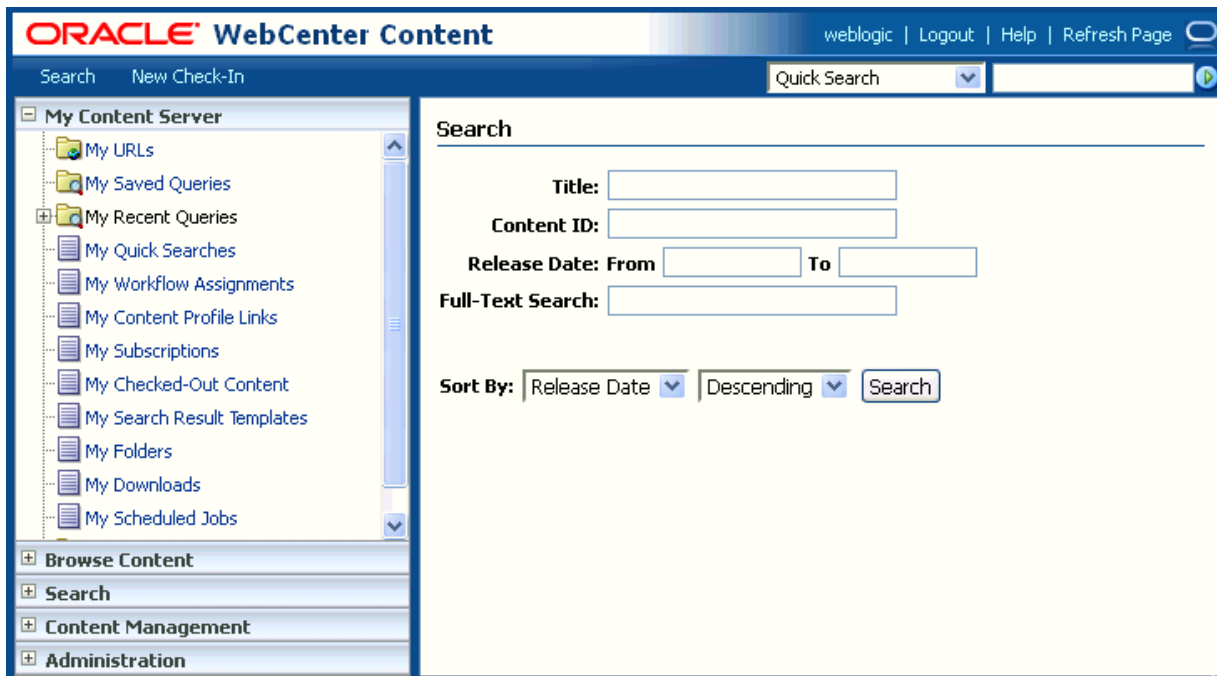 ORACLE WebCenter Content
weblogic | Logout | Help | Refresh Page
Search New Check-In
Quick Search
My Content Server
My URLs
My Saved Queries
My Recent Queries
My Quick Searches
My Workflow Assignments
My Content Profile Links
My Subscriptions
My Checked-Out Content
My Search Result Templates
My Folders
My Downloads
My Scheduled Jobs
Browse Content
Search
Content Management
Administration
Search
Title:
Content ID:
Release Date: From To
Full-Text Search:
Sort By: Release Date Descending Search